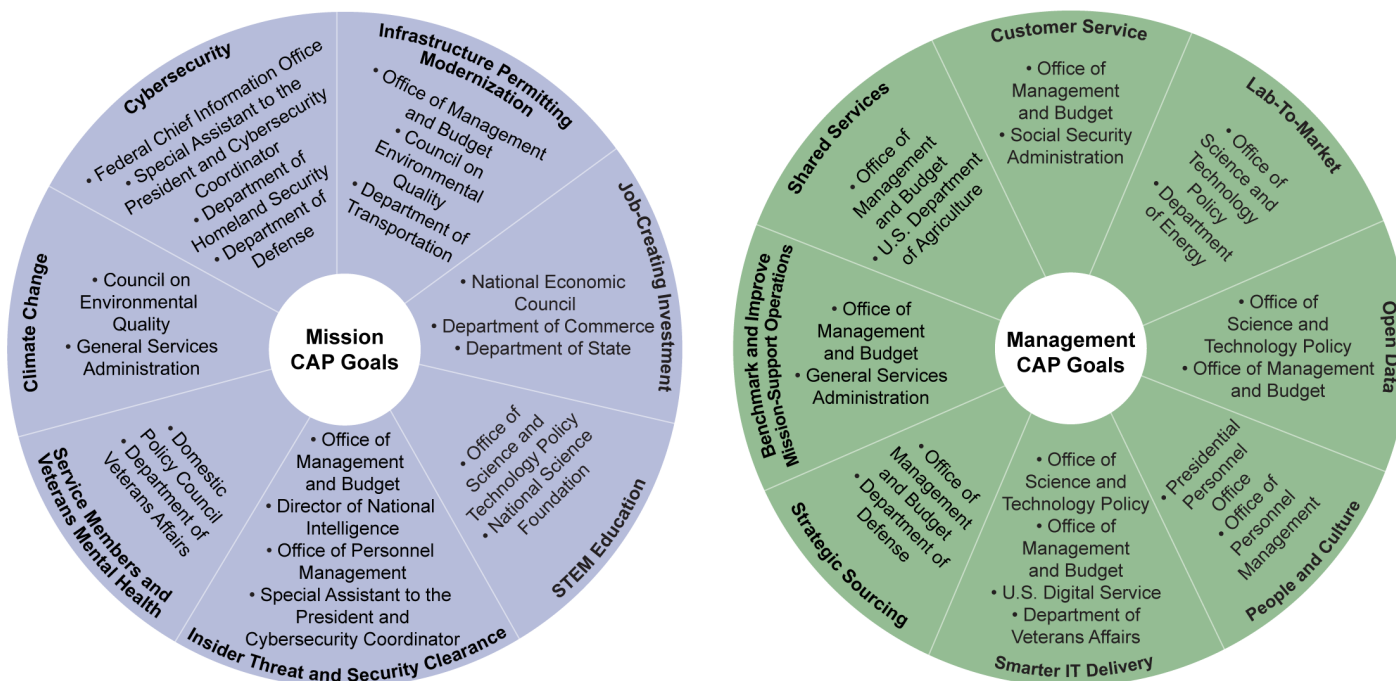 Mission
CAP Goals
Cybersecurity
• Federal Chief Information Office
• Special Assistant to the
President and Cybersecurity
Coordinator
• Department of
Homeland Security
• Department of
Defense
Infrastructure Permitting
Modernization
• Office of Management
and Budget
• Council on
Environmental
Quality
• Department of
Transportation
Job-Creating Investment
• National Economic
Council
• Department of Commerce
• Department of State
STEM Education
• Office of
Science and
Technology Policy
• National Science
Foundation
Insider Threat and Security Clearance
• Office of
Management
and Budget
• Director of National
Intelligence
• Office of Personnel
Management
• Special Assistant to the
President and
Cybersecurity Coordinator
Service Members and
Veterans Mental Health
• Domestic
Policy Council
• Department of
Veterans Affairs
Climate Change
• Council on
Environmental
Quality
• General Services
Administration
Management
CAP Goals
Customer Service
• Office of
Management
and Budget
• Social Security
Administration
Lab-To-Market
• Office of
Science and
Technology
Policy
• Department
of Energy
Open Data
• Office of
Science and
Technology Policy
• Office of Management
and Budget
People and Culture
• Presidential
Personnel
Office
• Office of
Personnel
Management
Smarter IT Delivery
• Office of
Science and
Technology Policy
• Office of
Management
and Budget
• U.S. Digital Service
• Department of
Veterans Affairs
Strategic Sourcing
• Office of
Management
and Budget
• Department of
Defense
Benchmark and Improve
Mission-Support Operations
• Office of
Management
and Budget
• General Services
Administration
Shared Services
• Office of
Management
and Budget
• U.S. Department
of Agriculture